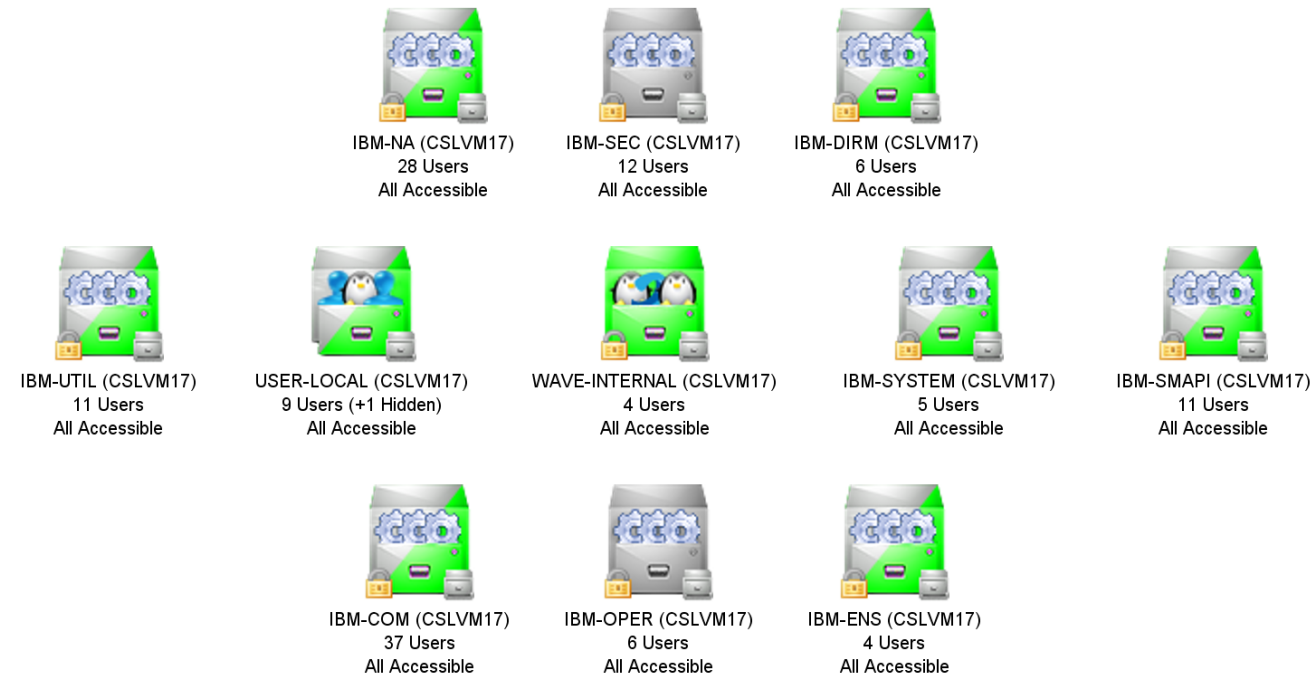 IBM-NA (CSLVM17)
28 Users
All Accessible
IBM-SEC (CSLVM17)
12 Users
All Accessible
IBM-DIRM (CSLVM17)
6 Users
All Accessible
IBM-UTIL (CSLVM17)
11 Users
All Accessible
USER-LOCAL (CSLVM17)
9 Users (+1 Hidden)
All Accessible
WAVE-INTERNAL (CSLVM17)
4 Users
All Accessible
IBM-SYSTEM (CSLVM17)
5 Users
All Accessible
IBM-SMAPI (CSLVM17)
11 Users
All Accessible
IBM-COM (CSLVM17)
37 Users
All Accessible
IBM-OPER (CSLVM17)
6 Users
All Accessible
IBM-ENS (CSLVM17)
4 Users
All Accessible